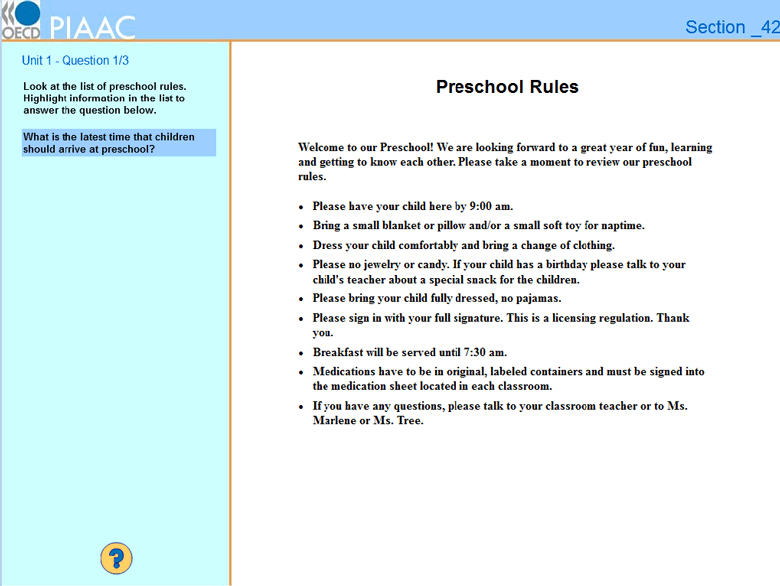 OECD PIAAC
Section _42
Unit 1 - Question 1/3
Look at the list of preschool rules.
Highlight information in the list to
answer the question below.
What is the latest time that children
should arrive at preschool?
Preschool Rules
Welcome to our Preschool! We are looking forward to a great year of fun, learning
and getting to know each other. Please take a moment to review our preschool
rules.
• Please have your child here by 9:00 am.
• Bring a small blanket or pillow and/or a small soft toy for naptime.
• Dress your child comfortably and bring a change of clothing.
• Please no jewelry or candy. If your child has a birthday please talk to your
child's teacher about a special snack for the children.
• Please bring your child fully dressed, no pajamas.
• Please sign in with your full signature. This is a licensing regulation. Thank
you.
• Breakfast will be served until 7:30 am.
• Medications have to be in original, labeled containers and must be signed into
the medication sheet located in each classroom.
• If you have any questions, please talk to your classroom teacher or to Ms.
Marlene or Ms. Tree.
?